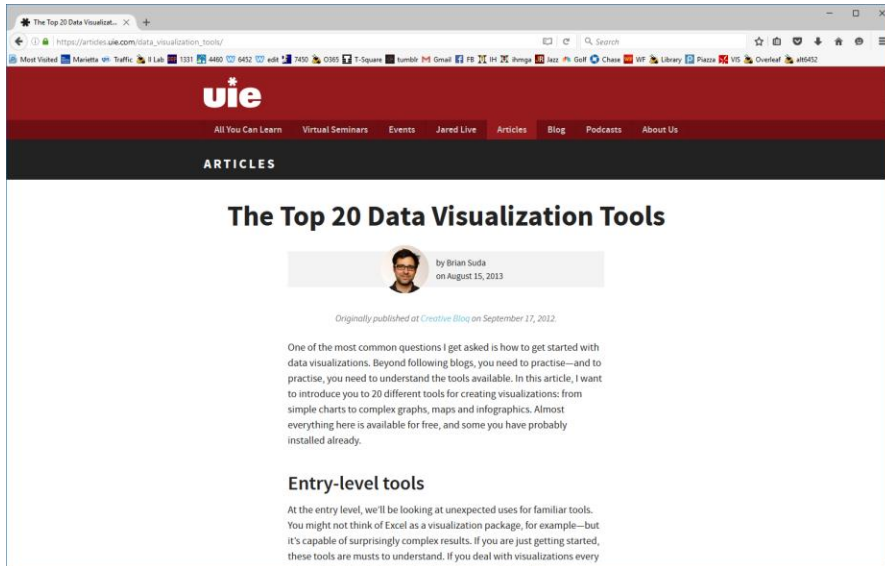 The Top 20 Data Visualizat...
https://articles.uie.com/data_visualization_tools/
Search
Most Visited Marietta Traffic II Lab 1331 4460 6452 edit 7450 O365 T-Square tumblr Gmail FB IH ihmga Jazz Golf Chase WF Library Piazza VIS Overleaf alt6452
uie
All You Can Learn Virtual Seminars Events Jared Live Articles Blog Podcasts About Us
ARTICLES
The Top 20 Data Visualization Tools
by Brian Suda
on August 15, 2013
Originally published at Creative Bloq on September 17, 2012.
One of the most common questions I get asked is how to get started with
data visualizations. Beyond following blogs, you need to practise—and to
practise, you need to understand the tools available. In this article, I want
to introduce you to 20 different tools for creating visualizations: from
simple charts to complex graphs, maps and infographics. Almost
everything here is available for free, and some you have probably
installed already.
Entry-level tools
At the entry level, we'll be looking at unexpected uses for familiar tools.
You might not think of Excel as a visualization package, for example—but
it's capable of surprisingly complex results. If you are just getting started,
these tools are musts to understand. If you deal with visualizations every